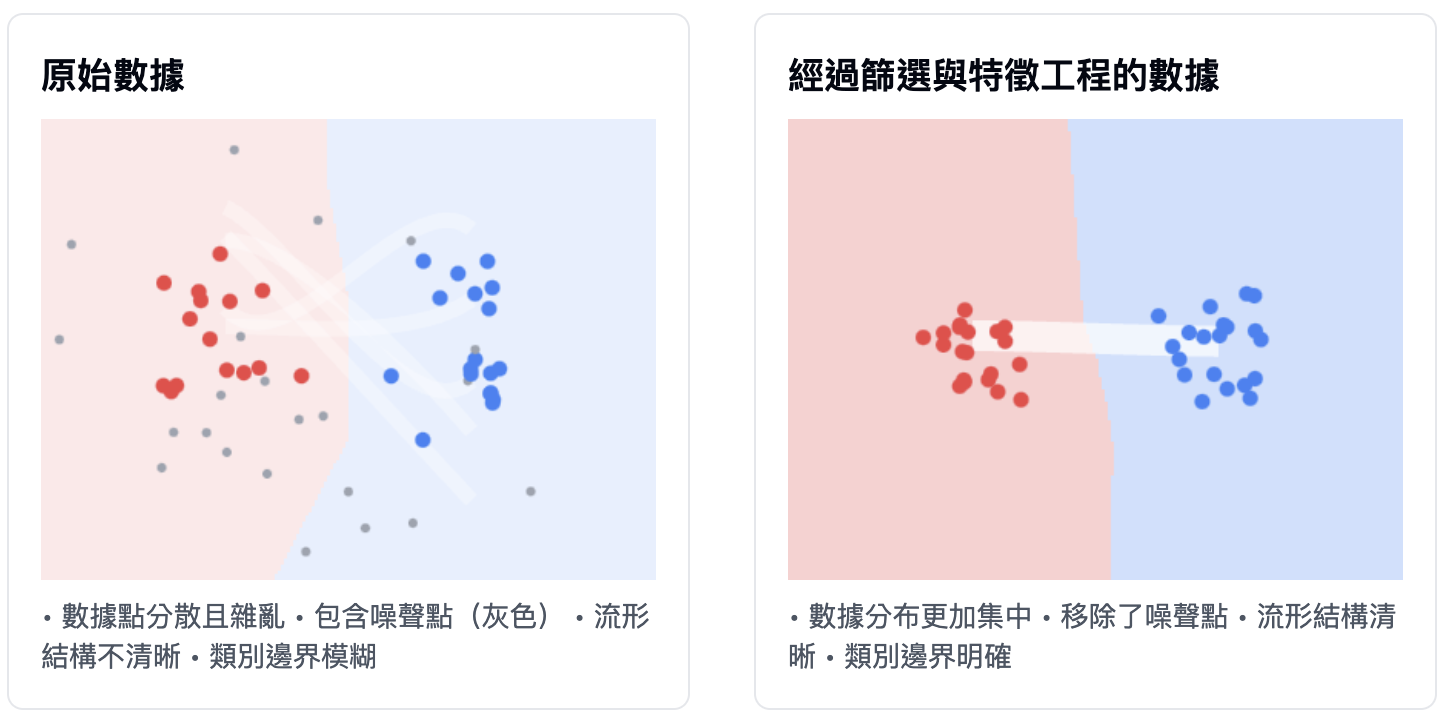 原始數據
・數據點分散且雜亂・包含噪聲點（灰色）・流形
結構不清晰・類別邊界模糊
經過篩選與特徵工程的數據
・數據分布更加集中・移除了噪聲點・流形結構清
晰・類別邊界明確